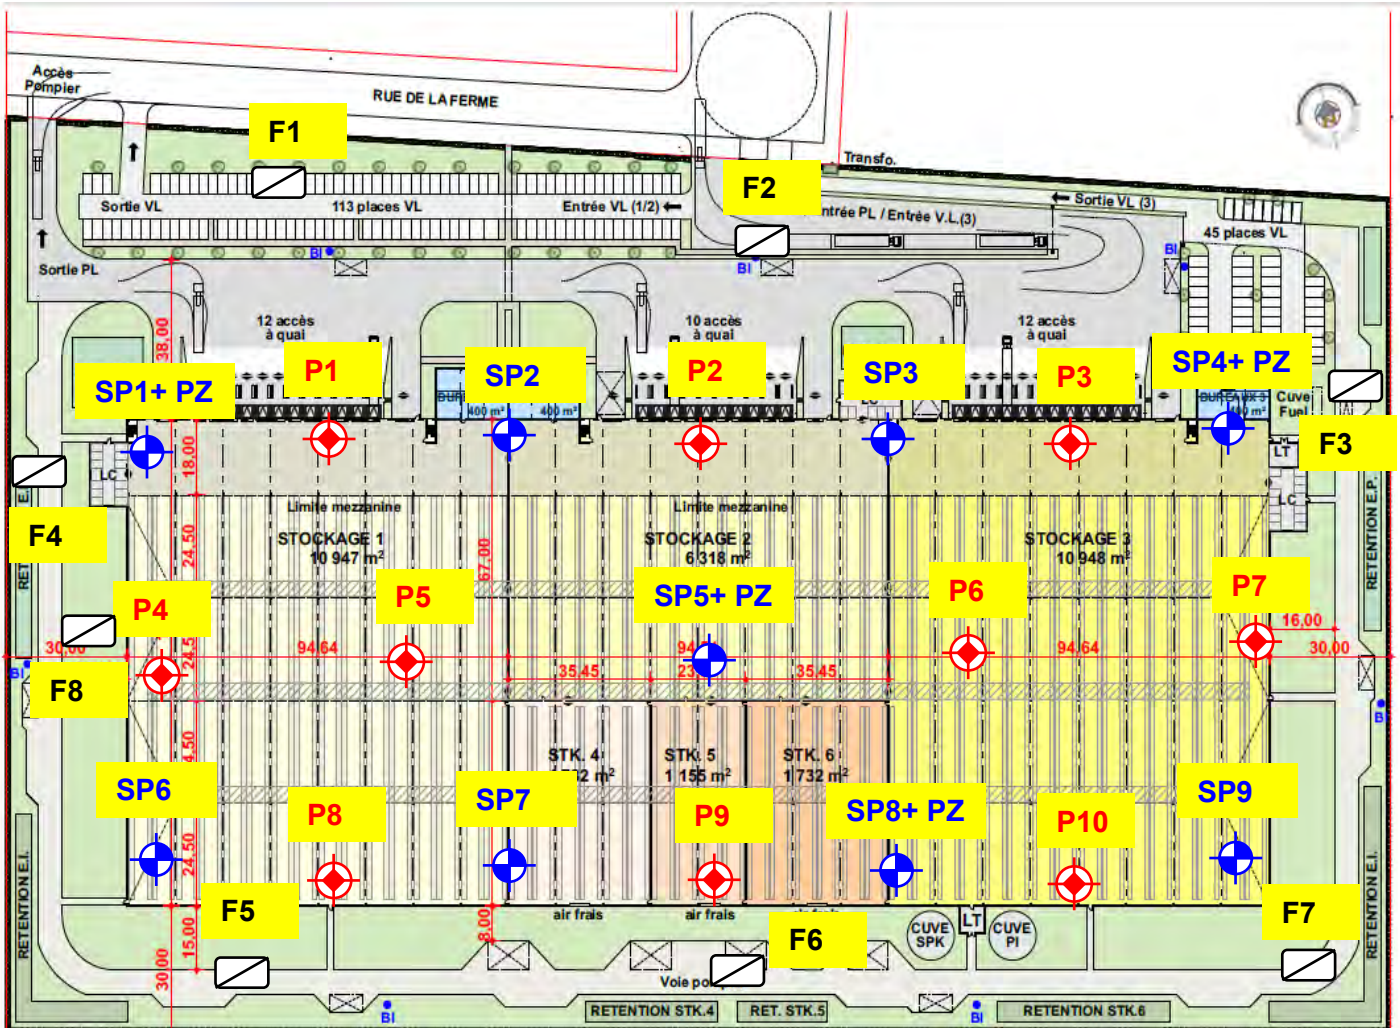 Accès
Pompier
RUE DE LA FERME
F1
Transfo.
F2
Sortie VL
113 places VL
Entrée VL (1/2)
ntrée PL / Entrée V.L.(3)
Sortie VL (3)
45 places VL
BI
BI
BI
Sortie PL
12 accès
à quai
10 accès
à quai
12 accès
à quai
38,00
SP1+ PZ
P1
SP2
P2
SP3
P3
SP4+ PZ
400 m²
400 m²
BUREAUX 3
Cuve
Fuel
F3
LT
LC
LC
LC
18,00
F4
Limite mezzanine
Limite mezzanine
STOCKAGE 1
10 947 m²
STOCKAGE 2
6 318 m²
STOCKAGE 3
10 948 m²
24,50
67,00
RETENTION E.P.
P4
P5
SP5+ PZ
P6
P7
16,00
30,00
94,64
94,64
30,00
35.45
35.45
BI
F8
STK. 4
STK. 5
1 155 m²
STK. 6
1 732 m²
SP6
SP7
SP8+ PZ
SP9
P8
P9
P10
24,50
RETENTION E.I.
RETENTION E.P.
F5
air frais
air frais
F6
F7
CUVE
SPK
LT
CUVE
PI
8.00
15,00
30,00
BI
RETENTION STK.4
RET. STK.5
BI
RETENTION STK.6